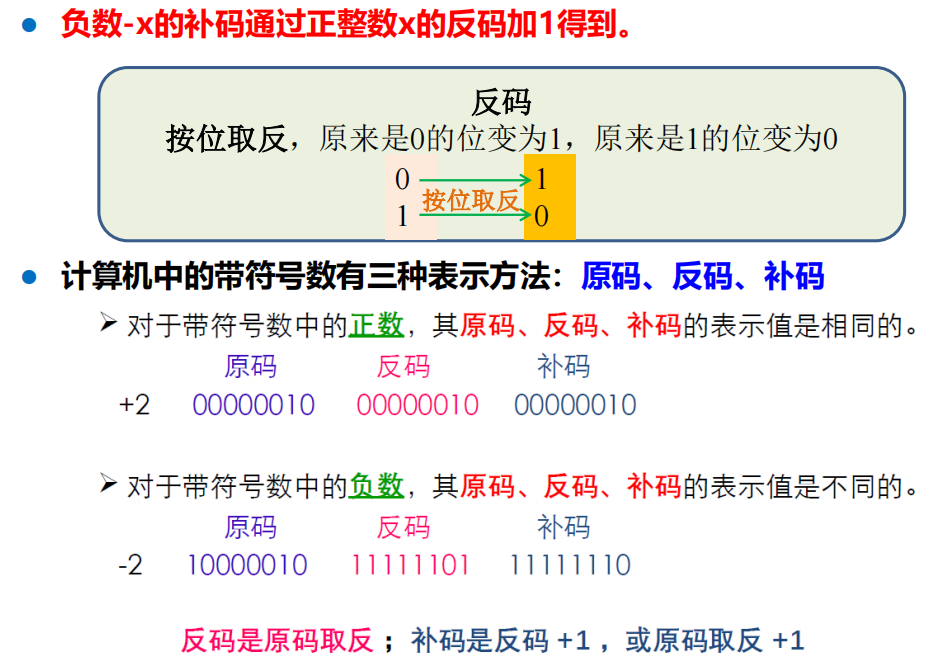 负数-x的补码通过正整数x的反码加1得到。
反码
按位取反，原来是0的位变为1，原来是1的位变为0
0 按位取反 1
1 0
计算机中的带符号数有三种表示方法：原码、反码、补码
对于带符号数中的正数，其原码、反码、补码的表示值是相同的。
原码 反码 补码
+2 00000010 00000010 00000010
对于带符号数中的负数，其原码、反码、补码的表示值是不同的。
原码 反码 补码
-2 10000010 11111101 11111110
反码是原码取反；补码是反码 +1，或原码取反 +1